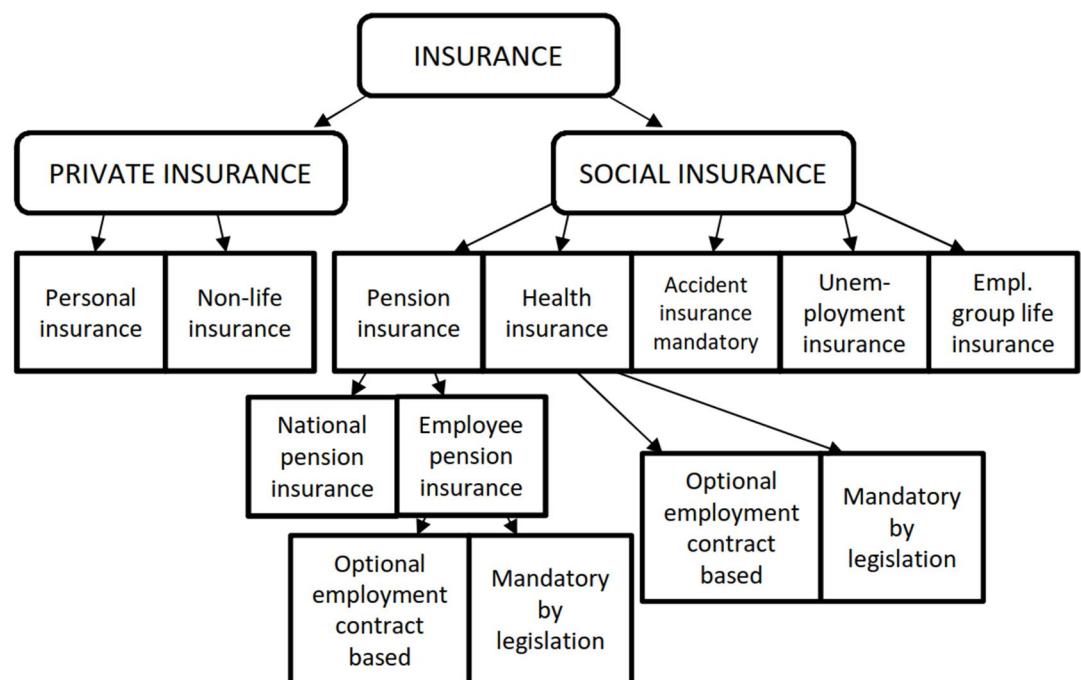 INSURANCE
PRIVATE INSURANCE
SOCIAL INSURANCE
Personal
insurance
Non-life
insurance
Pension
insurance
Health
insurance
Accident
insurance
mandatory
Unem-
ployment
insurance
Empl.
group life
insurance
National
pension
insurance
Employee
pension
insurance
Optional
employment
contract
based
Mandatory
by
legislation
Optional
employment
contract
based
Mandatory
by
legislation